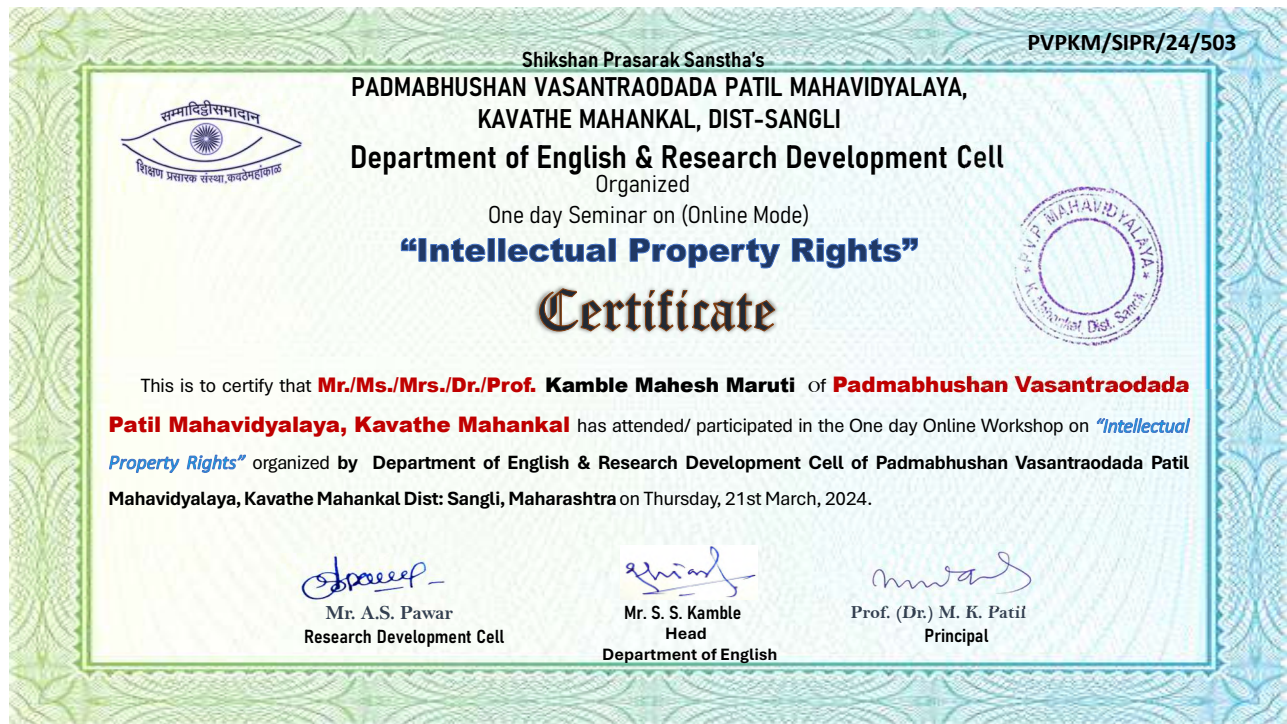 PVPKM/SIPR/24/503
Shikshan Prasarak Sanstha's
PADMABHUSHAN VASANTRAODADA PATIL MAHAVIDYALAYA,
KAVATHE MAHANKAL, DIST-SANGLI
सम्मादिट्ठीसमादान
शिक्षण प्रसारक संस्था,कवठेमहांकाळ
Department of English & Research Development Cell
Organized
One day Seminar on (Online Mode)
“Intellectual Property Rights”
P.V.P. MAHAVIDYALAYA
K. Mahankal, Dist. Sangli.
Certificate
This is to certify that Mr./Ms./Mrs./Dr./Prof. Kamble Mahesh Maruti of Padmabhushan Vasantraodada
Patil Mahavidyalaya, Kavathe Mahankal has attended/ participated in the One day Online Workshop on “Intellectual
Property Rights” organized by Department of English & Research Development Cell of Padmabhushan Vasantraodada Patil
Mahavidyalaya, Kavathe Mahankal Dist: Sangli, Maharashtra on Thursday, 21st March, 2024.
Mr. A.S. Pawar
Research Development Cell
Mr. S. S. Kamble
Head
Department of English
Prof. (Dr.) M. K. Patil
Principal